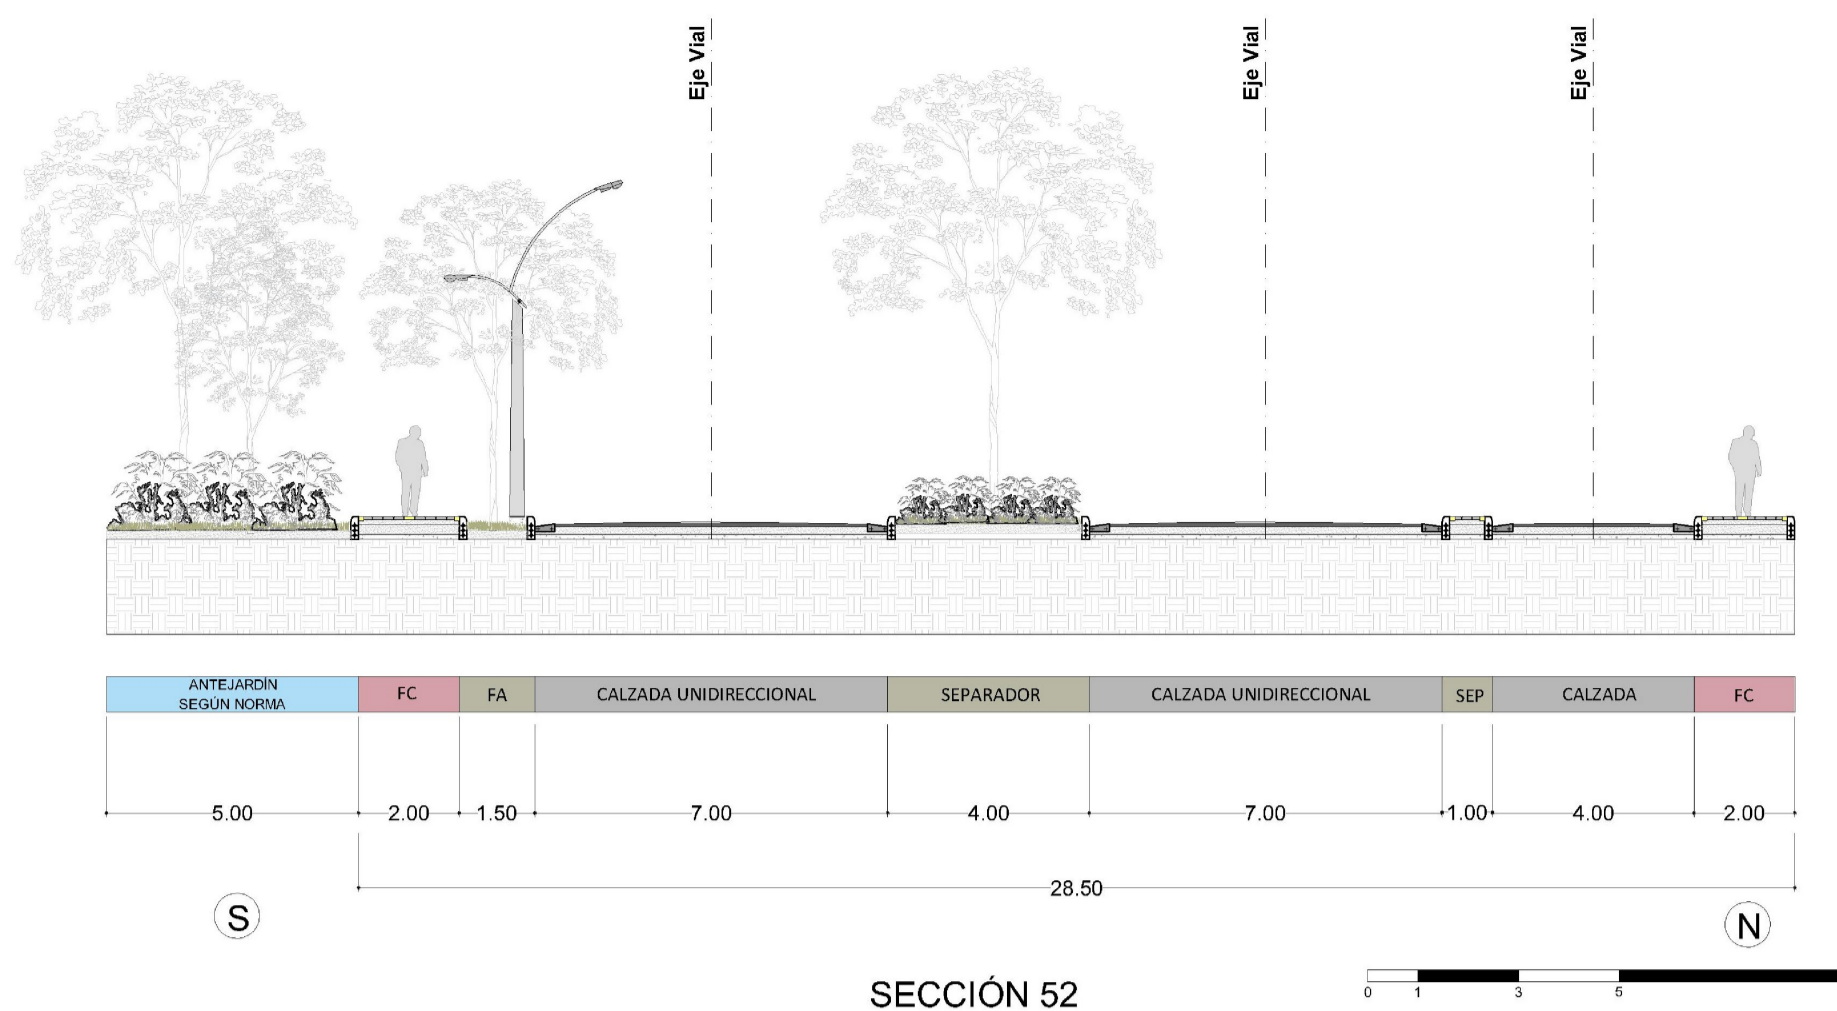 Eje Vial
Eje Vial
Eje Vial
ANTEJARDÍN
SEGÚN NORMA
FC
FA
CALZADA UNIDIRECCIONAL
SEPARADOR
CALZADA UNIDIRECCIONAL
SEP
CALZADA
FC
5.00
2.00
1.50
7.00
4.00
7.00
1.00
4.00
2.00
28.50
S
N
SECCIÓN 52
0 1 3 5